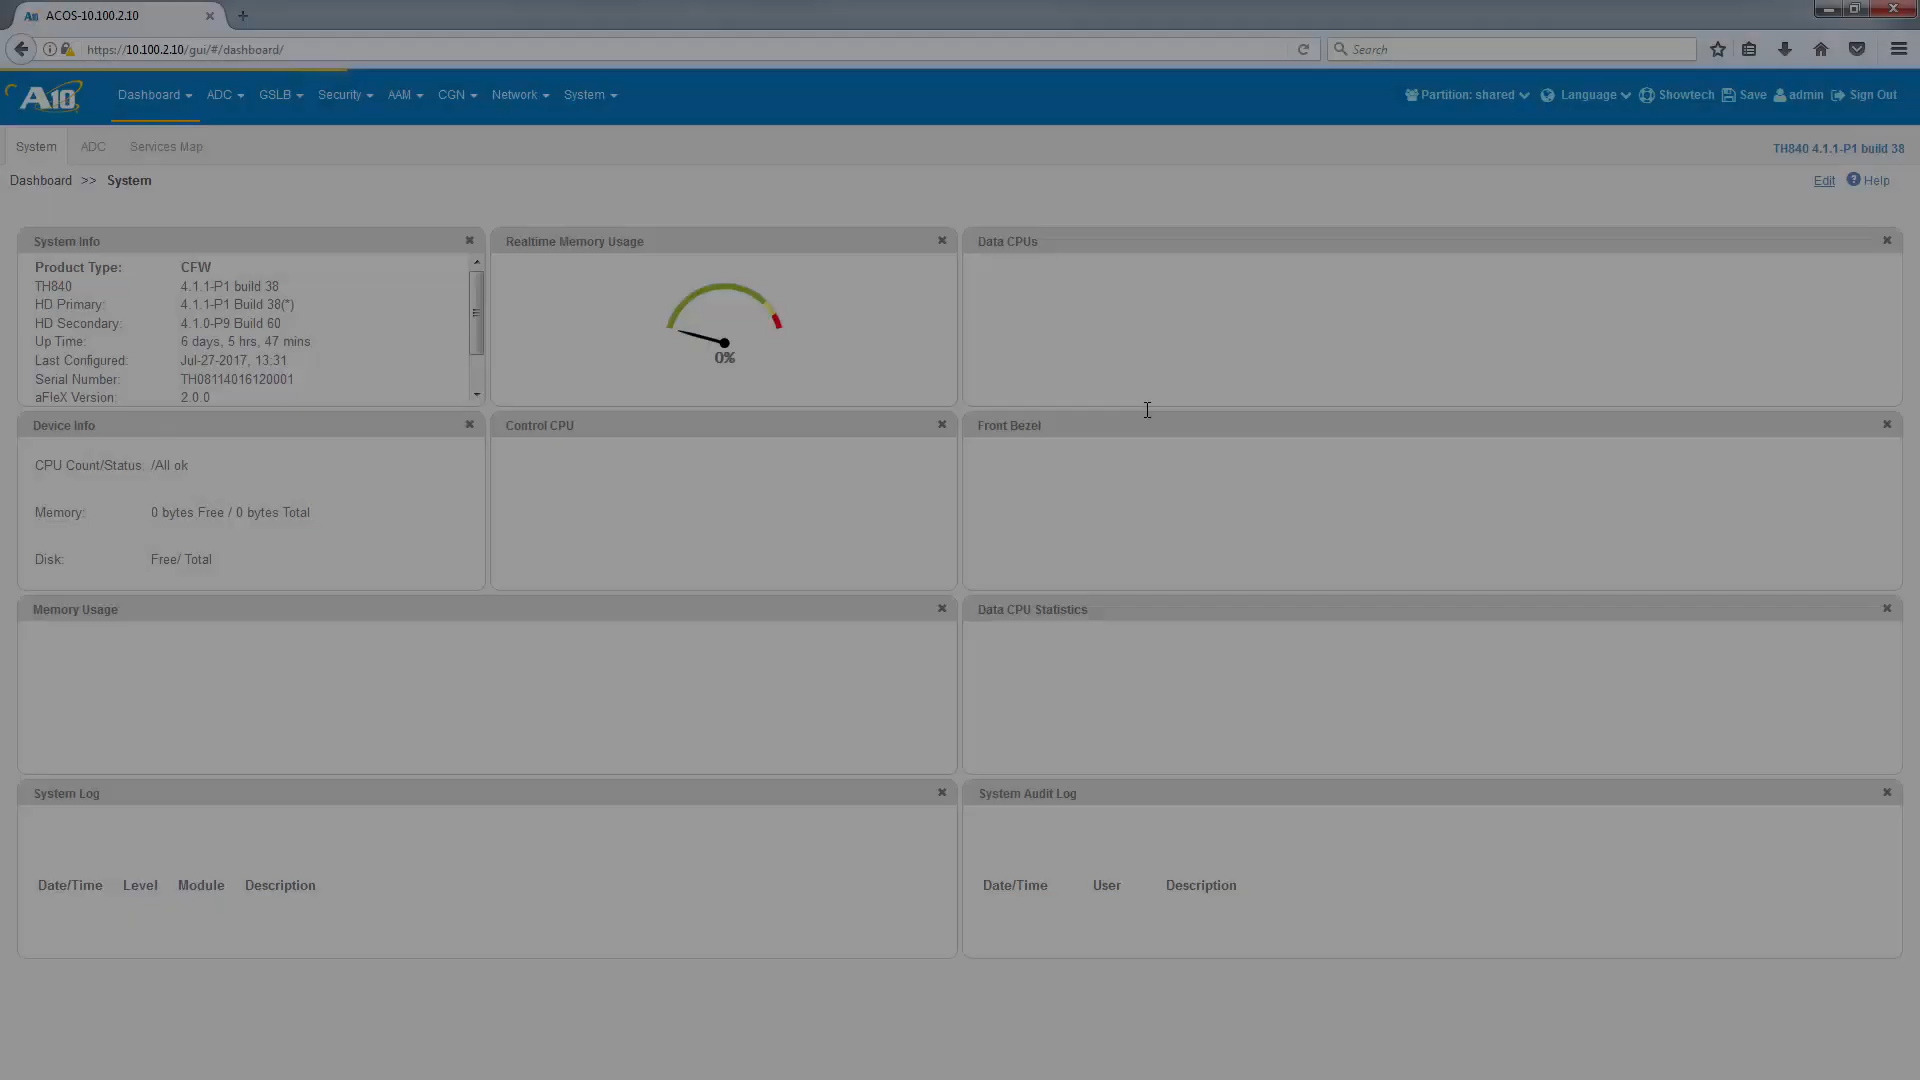 ACOS-10.100.2.10
https://10.100.2.10/gui/#/dashboard/
Search
A10
Dashboard ADC GSLB Security AAM CGN Network System
Partition: shared Language Showtech Save admin Sign Out
System ADC Services Map
TH840 4.1.1-P1 build 38
Dashboard >> System
Edit Help
System Info
Product Type: CFW
TH840 4.1.1-P1 build 38
HD Primary: 4.1.1-P1 Build 38(*)
HD Secondary: 4.1.0-P9 Build 60
Up Time: 6 days, 5 hrs, 47 mins
Last Configured: Jul-27-2017, 13:31
Serial Number: TH08114016120001
aFleX Version: 2.0.0
Realtime Memory Usage
0%
Data CPUs
Device Info
CPU Count/Status: /All ok
Memory: 0 bytes Free / 0 bytes Total
Disk: Free/ Total
Control CPU
Front Bezel
Memory Usage
Data CPU Statistics
System Log
Date/Time Level Module Description
System Audit Log
Date/Time User Description